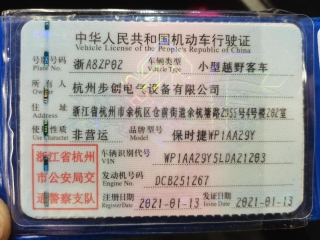 中华人民共和国机动车行驶证
Vehicle License of the People's Republic of China
号牌号码 浙A8ZP02 车辆类型 小型越野客车
Plate No. Vehicle Type
所有人 杭州步创电气设备有限公司
Owner
住址 浙江省杭州市余杭区仓前街道余杭塘路2555号4号楼202室
Address
使用性质 非营运 品牌型号 保时捷WP1AA29Y
浙江省杭州市公安局交通警察支队
车辆识别代号 WP1AA29Y5LDA21203
VIN
发动机号码 DCB251267
Engine No.
注册日期 2021-01-13 发证日期 2021-01-13
Register Date Issue Date